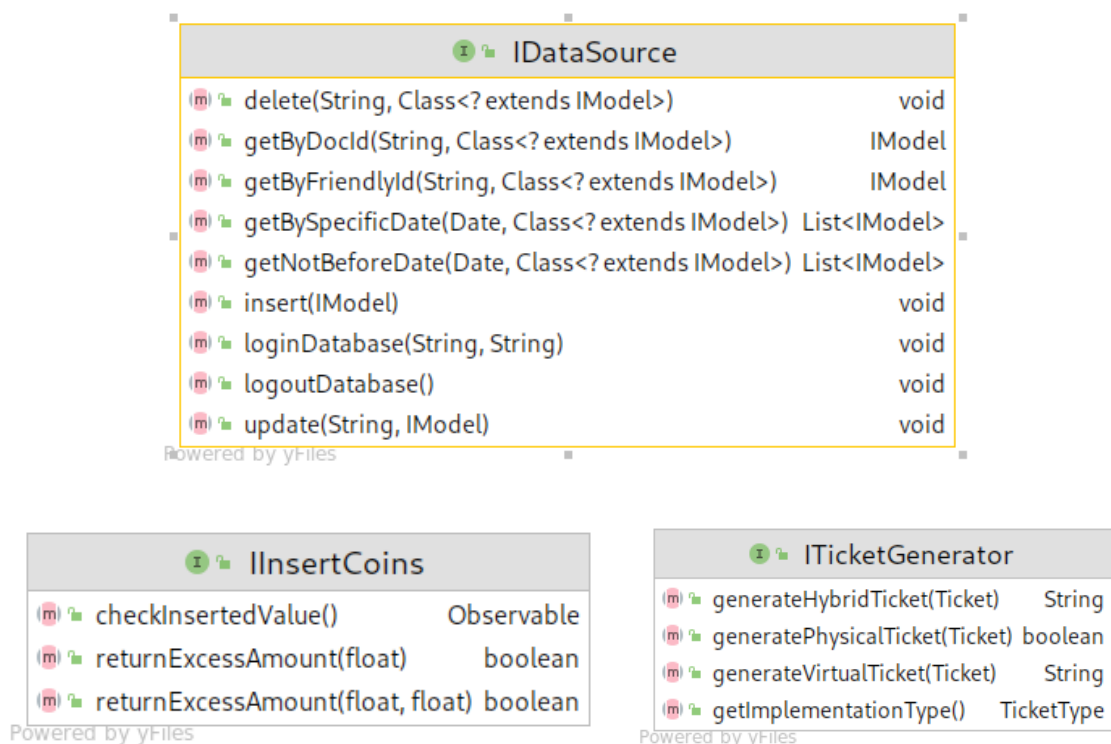 IDataSource
delete(String, Class<? extends IModel>) void
getByDocId(String, Class<? extends IModel>) IModel
getByFriendlyId(String, Class<? extends IModel>) IModel
getBySpecificDate(Date, Class<? extends IModel>) List<IModel>
getNotBeforeDate(Date, Class<? extends IModel>) List<IModel>
insert(IModel) void
loginDatabase(String, String) void
logoutDatabase() void
update(String, IModel) void
Powered by yFiles
IInsertCoins
checkInsertedValue() Observable
returnExcessAmount(float) boolean
returnExcessAmount(float, float) boolean
Powered by yFiles
ITicketGenerator
generateHybridTicket(Ticket) String
generatePhysicalTicket(Ticket) boolean
generateVirtualTicket(Ticket) String
getImplementationType() TicketType
Powered by yFiles